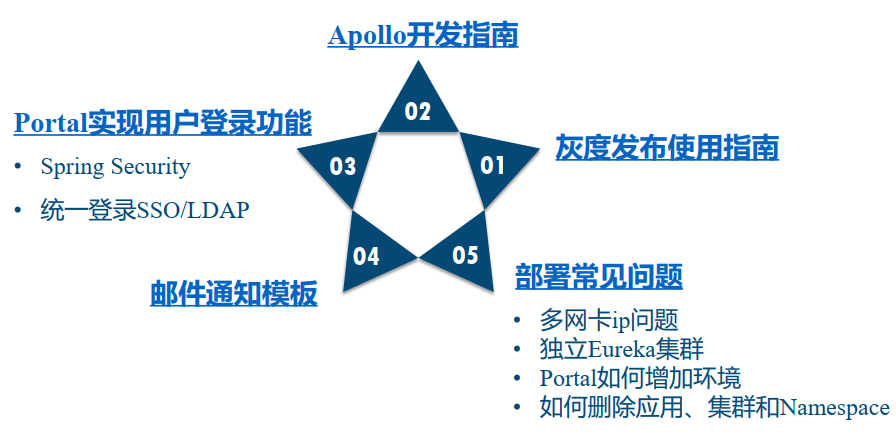 Apollo开发指南
02
Portal实现用户登录功能
• Spring Security
• 统一登录SSO/LDAP
03
01
灰度发布使用指南
04
邮件通知模板
05
部署常见问题
• 多网卡ip问题
• 独立Eureka集群
• Portal如何增加环境
• 如何删除应用、集群和Namespace